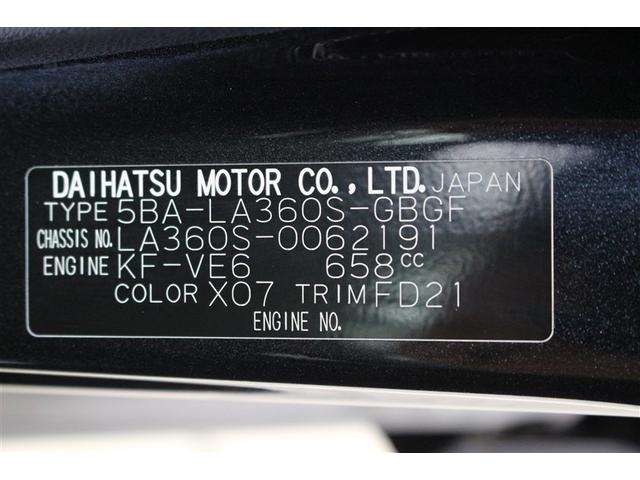 DAIHATSU MOTOR CO., LTD. JAPAN
TYPE 5BA-LA360S-GBGF
CHASSIS NO. LA360S-0062191
ENGINE KF-VE6 658cc
COLOR X07 TRIM FD21
ENGINE NO.